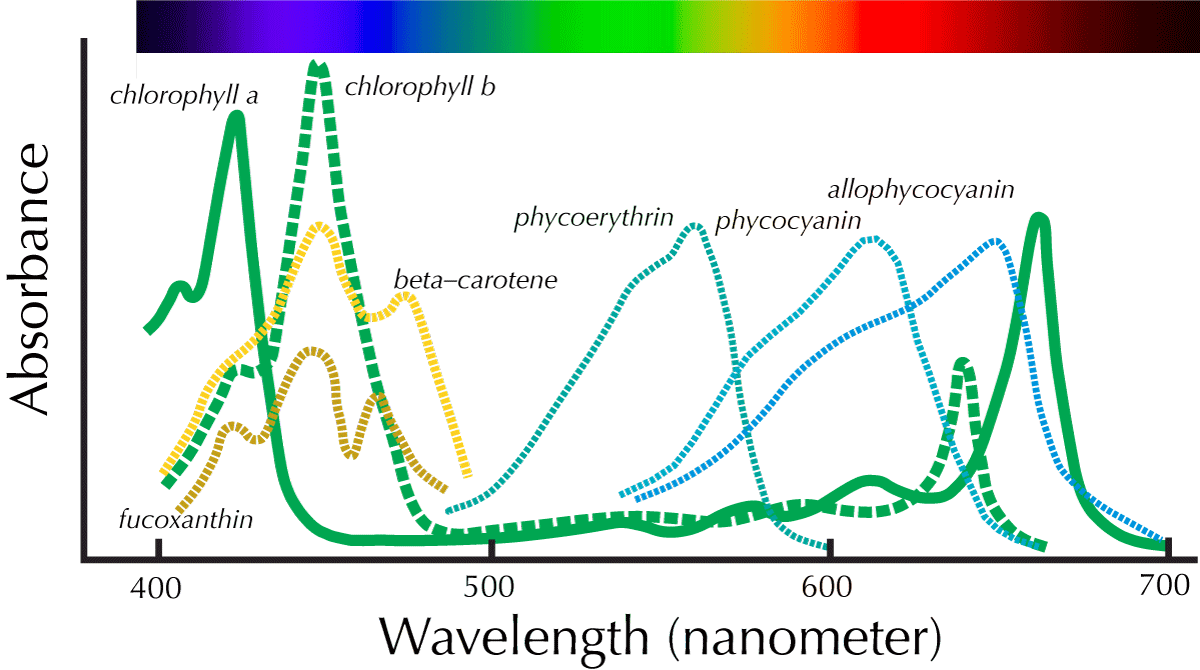 chlorophyll a
chlorophyll b
allophycocyanin
phycoerythrin
phycocyanin
beta–carotene
fucoxanthin
Absorbance
400
500
600
700
Wavelength (nanometer)